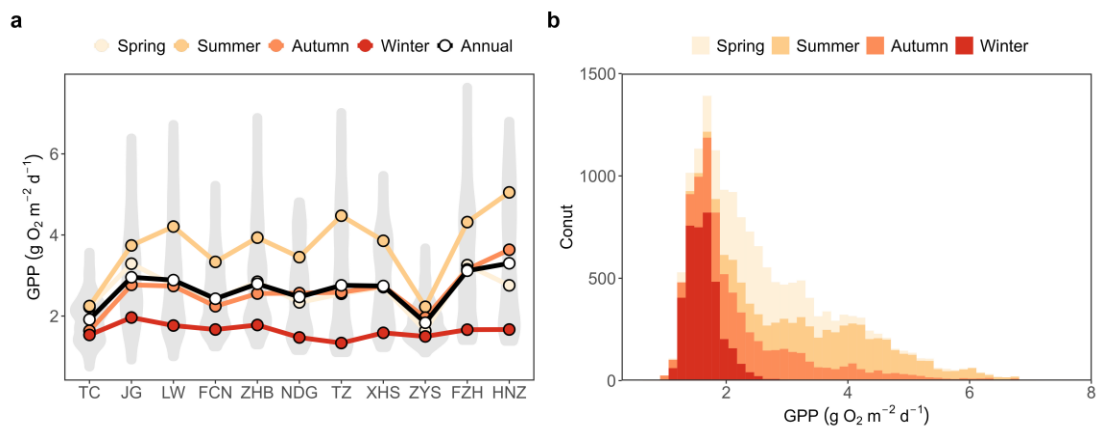 a
Spring Summer Autumn Winter Annual
GPP (g O₂ m⁻² d⁻¹)
6
4
2
TC JG LW FCN ZHB NDG TZ XHS ZYS FZH HNZ
b
Spring Summer Autumn Winter
Conut
1500
1000
500
0
2 4 6 8
GPP (g O₂ m⁻² d⁻¹)